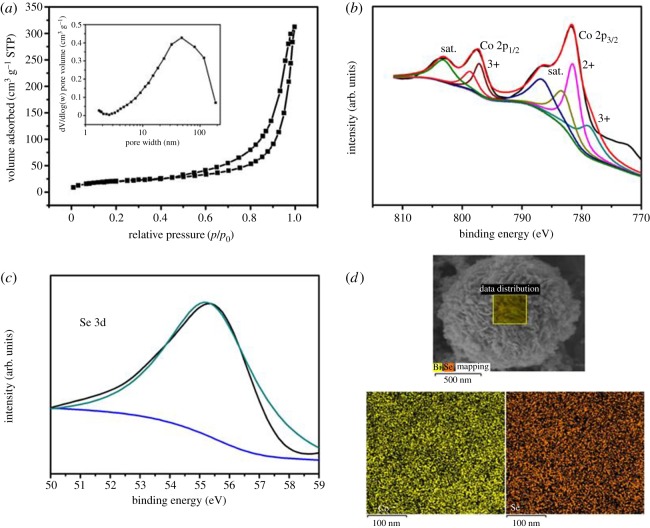 (a)
350
300
250
200
150
100
50
0
volume adsorbed (cm³ g⁻¹ STP)
0 0.2 0.4 0.6 0.8 1.0
relative pressure (p/p₀)
0.5
0.4
0.3
0.2
0.1
0
dV/dlog(w) pore volume (cm³ g⁻¹)
1 10 100
pore width (nm)
(b)
intensity (arb. units)
sat.
Co 2p₁/₂
3+
sat.
Co 2p₃/₂
2+
3+
810 800 790 780 770
binding energy (eV)
(c)
Se 3d
intensity (arb. units)
50 51 52 53 54 55 56 57 58 59
binding energy (eV)
(d)
data distribution
mapping
500 nm
Se
100 nm
100 nm